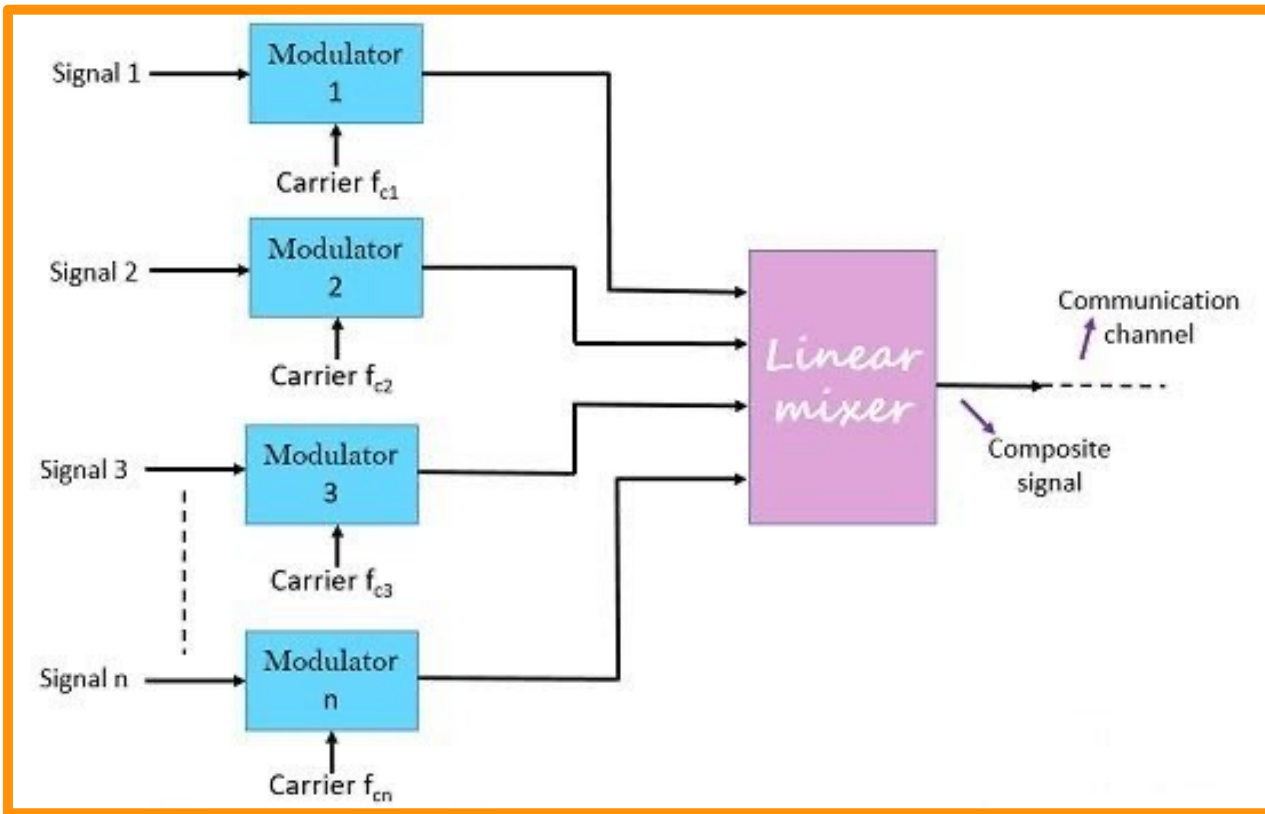 Signal 1
Modulator
1
Carrier fc1
Signal 2
Modulator
2
Carrier fc2
Signal 3
Modulator
3
Carrier fc3
Signal n
Modulator
n
Carrier fcn
Linear
mixer
Communication
channel
Composite
signal